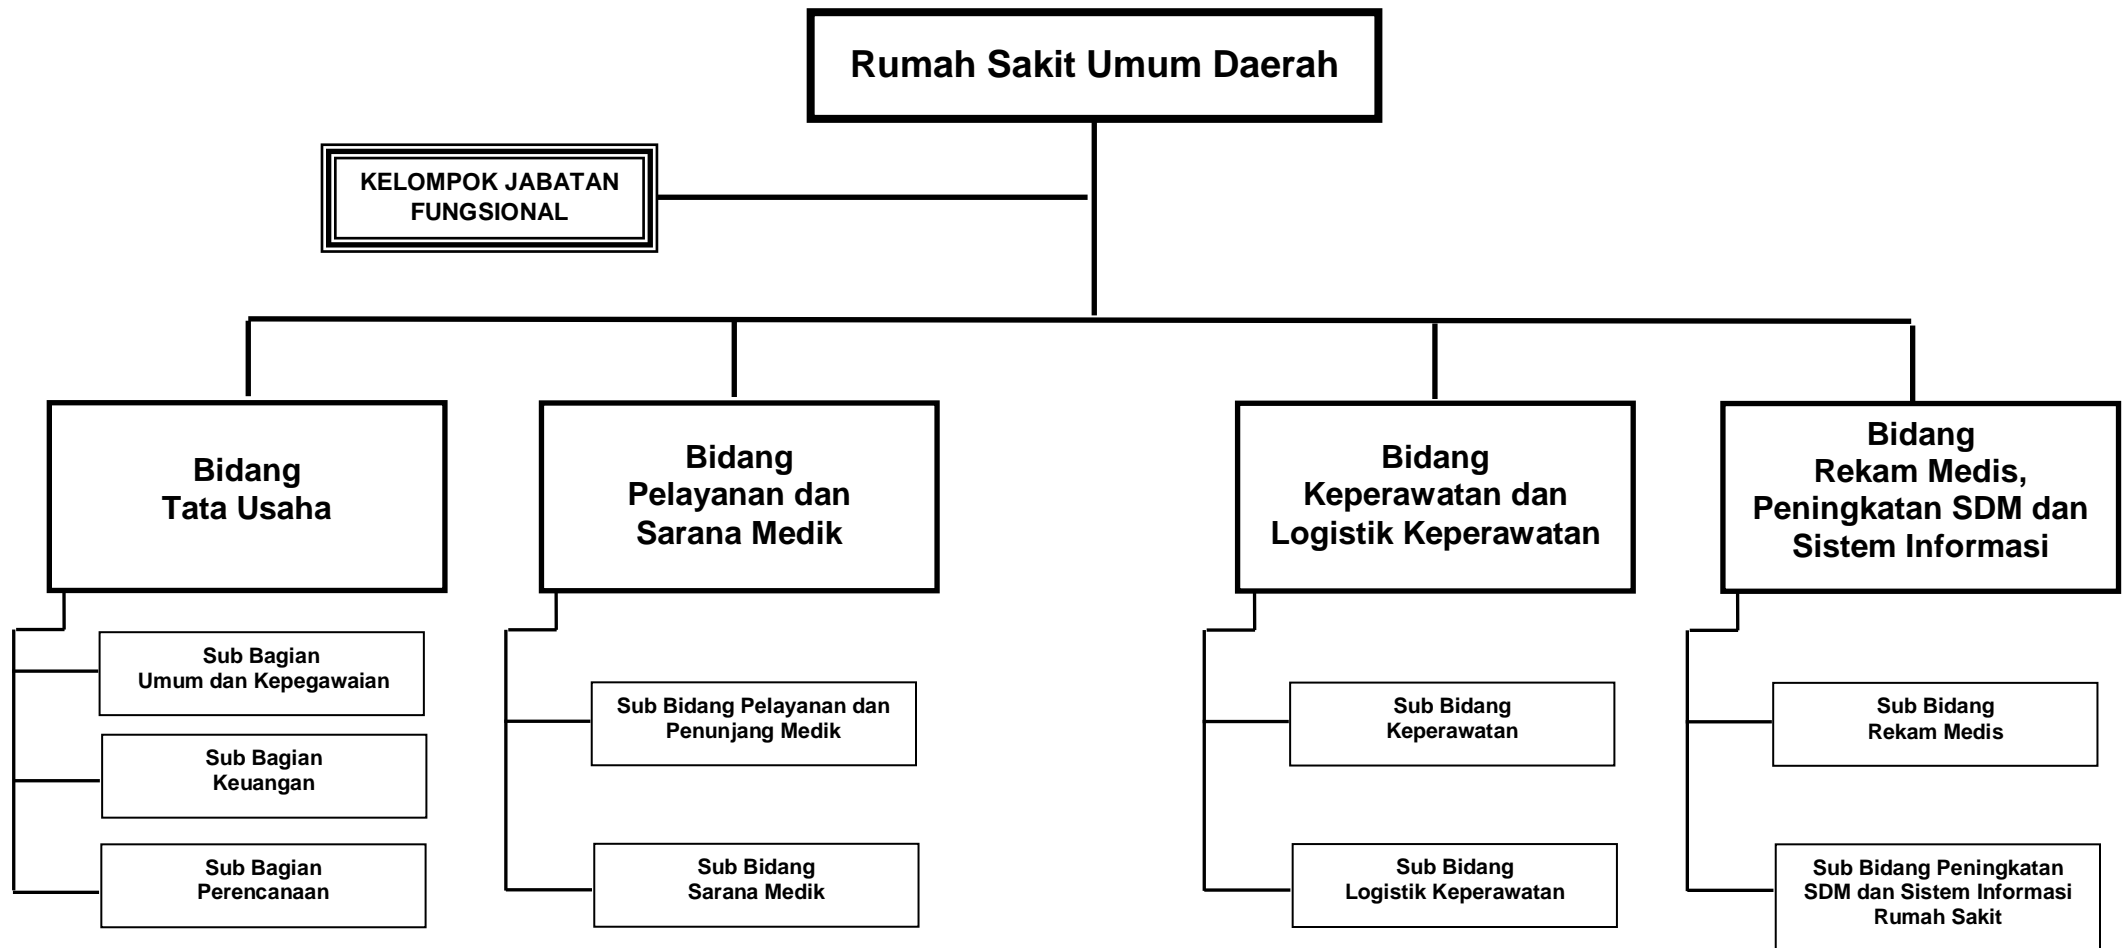 Rumah Sakit Umum Daerah
KELOMPOK JABATAN
FUNGSIONAL
Bidang
Tata Usaha
Bidang
Pelayanan dan
Sarana Medik
Bidang
Keperawatan dan
Logistik Keperawatan
Bidang
Rekam Medis,
Peningkatan SDM dan
Sistem Informasi
Sub Bagian
Umum dan Kepegawaian
Sub Bagian
Keuangan
Sub Bagian
Perencanaan
Sub Bidang Pelayanan dan
Penunjang Medik
Sub Bidang
Sarana Medik
Sub Bidang
Keperawatan
Sub Bidang
Logistik Keperawatan
Sub Bidang
Rekam Medis
Sub Bidang Peningkatan
SDM dan Sistem Informasi
Rumah Sakit